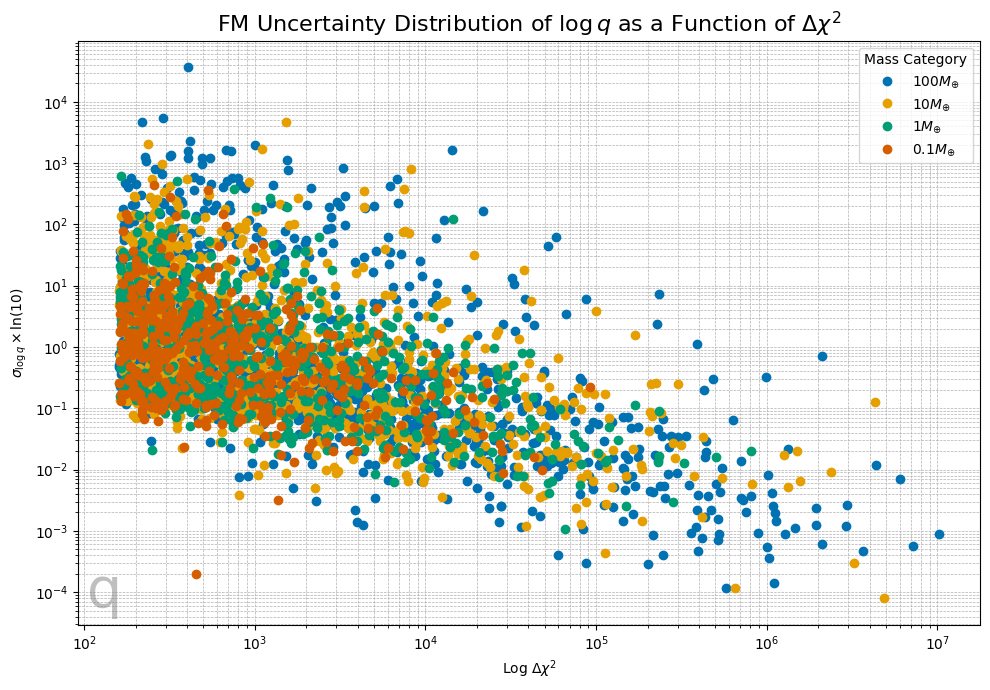 FM Uncertainty Distribution of log q as a Function of Δχ²
Mass Category
100M⊕
10M⊕
1M⊕
0.1M⊕
10⁴
10³
10²
10¹
10⁰
10⁻¹
10⁻²
10⁻³
10⁻⁴
σ_{log q} × ln(10)
q
10² 10³ 10⁴ 10⁵ 10⁶ 10⁷
Log Δχ²